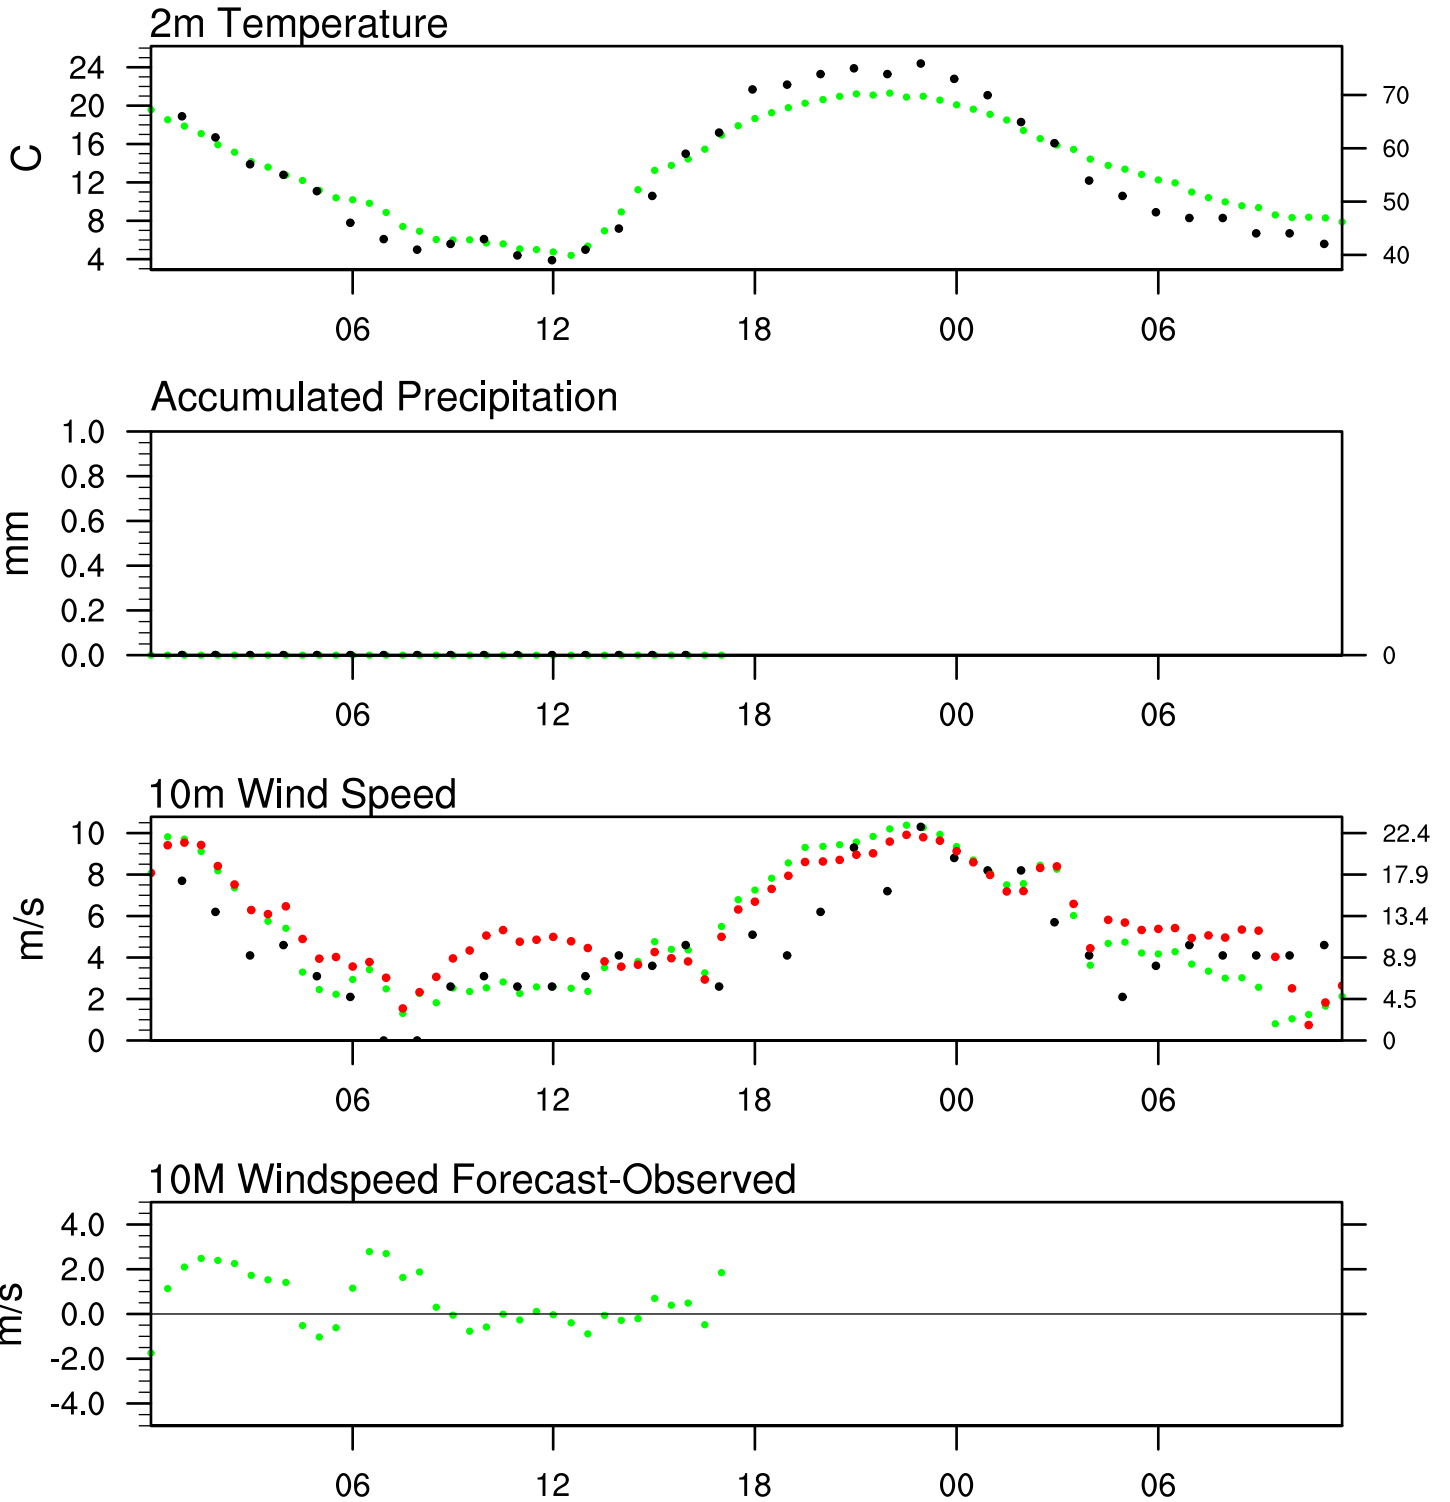 2m Temperature
24
20
16
12
8
4
C
70
60
50
40
06 12 18 00 06
Accumulated Precipitation
1.0
0.8
0.6
0.4
0.2
0.0
mm
0
06 12 18 00 06
10m Wind Speed
10
8
6
4
2
0
m/s
22.4
17.9
13.4
8.9
4.5
0
06 12 18 00 06
10M Windspeed Forecast-Observed
4.0
2.0
0.0
-2.0
-4.0
m/s
06 12 18 00 06